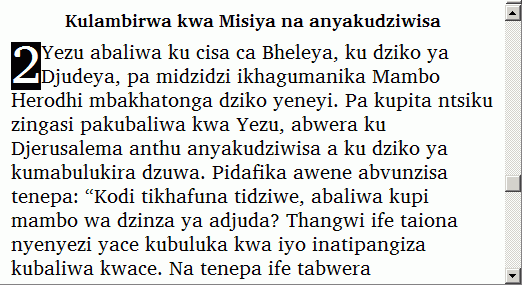 Kulambirwa kwa Misiya na anyakudziwisa
2 Yezu abaliwa ku cisa ca Bheleya, ku dziko ya
Djudeya, pa midzidzi ikhagumanika Mambo
Herodhi mbakhatonga dziko yeneyi. Pa kupita ntsiku
zingasi pakubaliwa kwa Yezu, abwera ku
Djerusalema anthu anyakudziwisa a ku dziko ya
kumabulukira dzuwa. Pidafika awene abvunzisa
tenepa: “Kodi tikhafuna tidziwe, abaliwa kupi
mambo wa dzinza ya adjuda? Thangwi ife taiona
nyenyezi yace kubuluka kwa iyo inatipangiza
kubaliwa kwace. Na tenepa ife tabwera